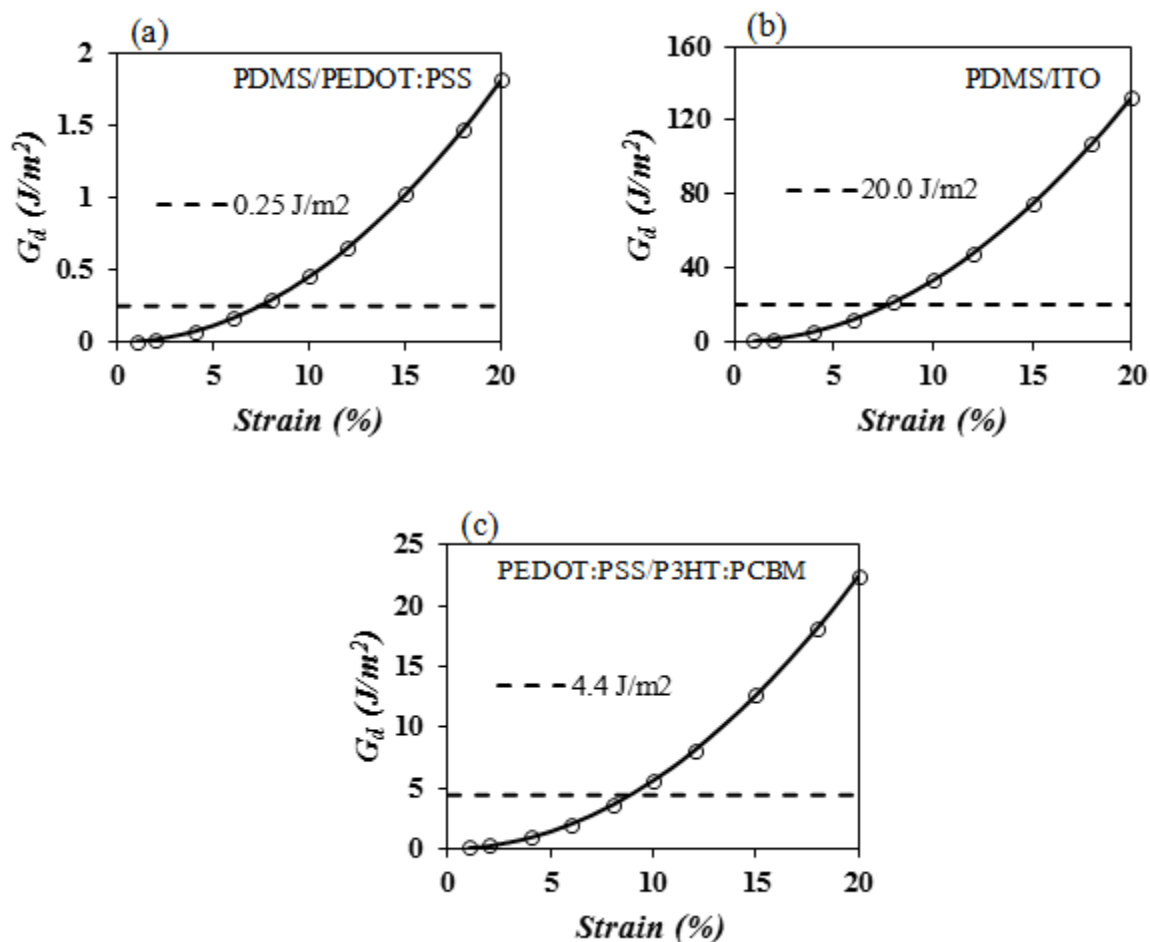 (a)
PDMS/PEDOT:PSS
2
1.5
1
0.5
0
0.25 J/m2
G_d (J/m²)
0 5 10 15 20
Strain (%)
(b)
PDMS/ITO
160
120
80
40
0
20.0 J/m2
G_d (J/m²)
0 5 10 15 20
Strain (%)
(c)
PEDOT:PSS/P3HT:PCBM
25
20
15
10
5
0
4.4 J/m2
G_d (J/m²)
0 5 10 15 20
Strain (%)